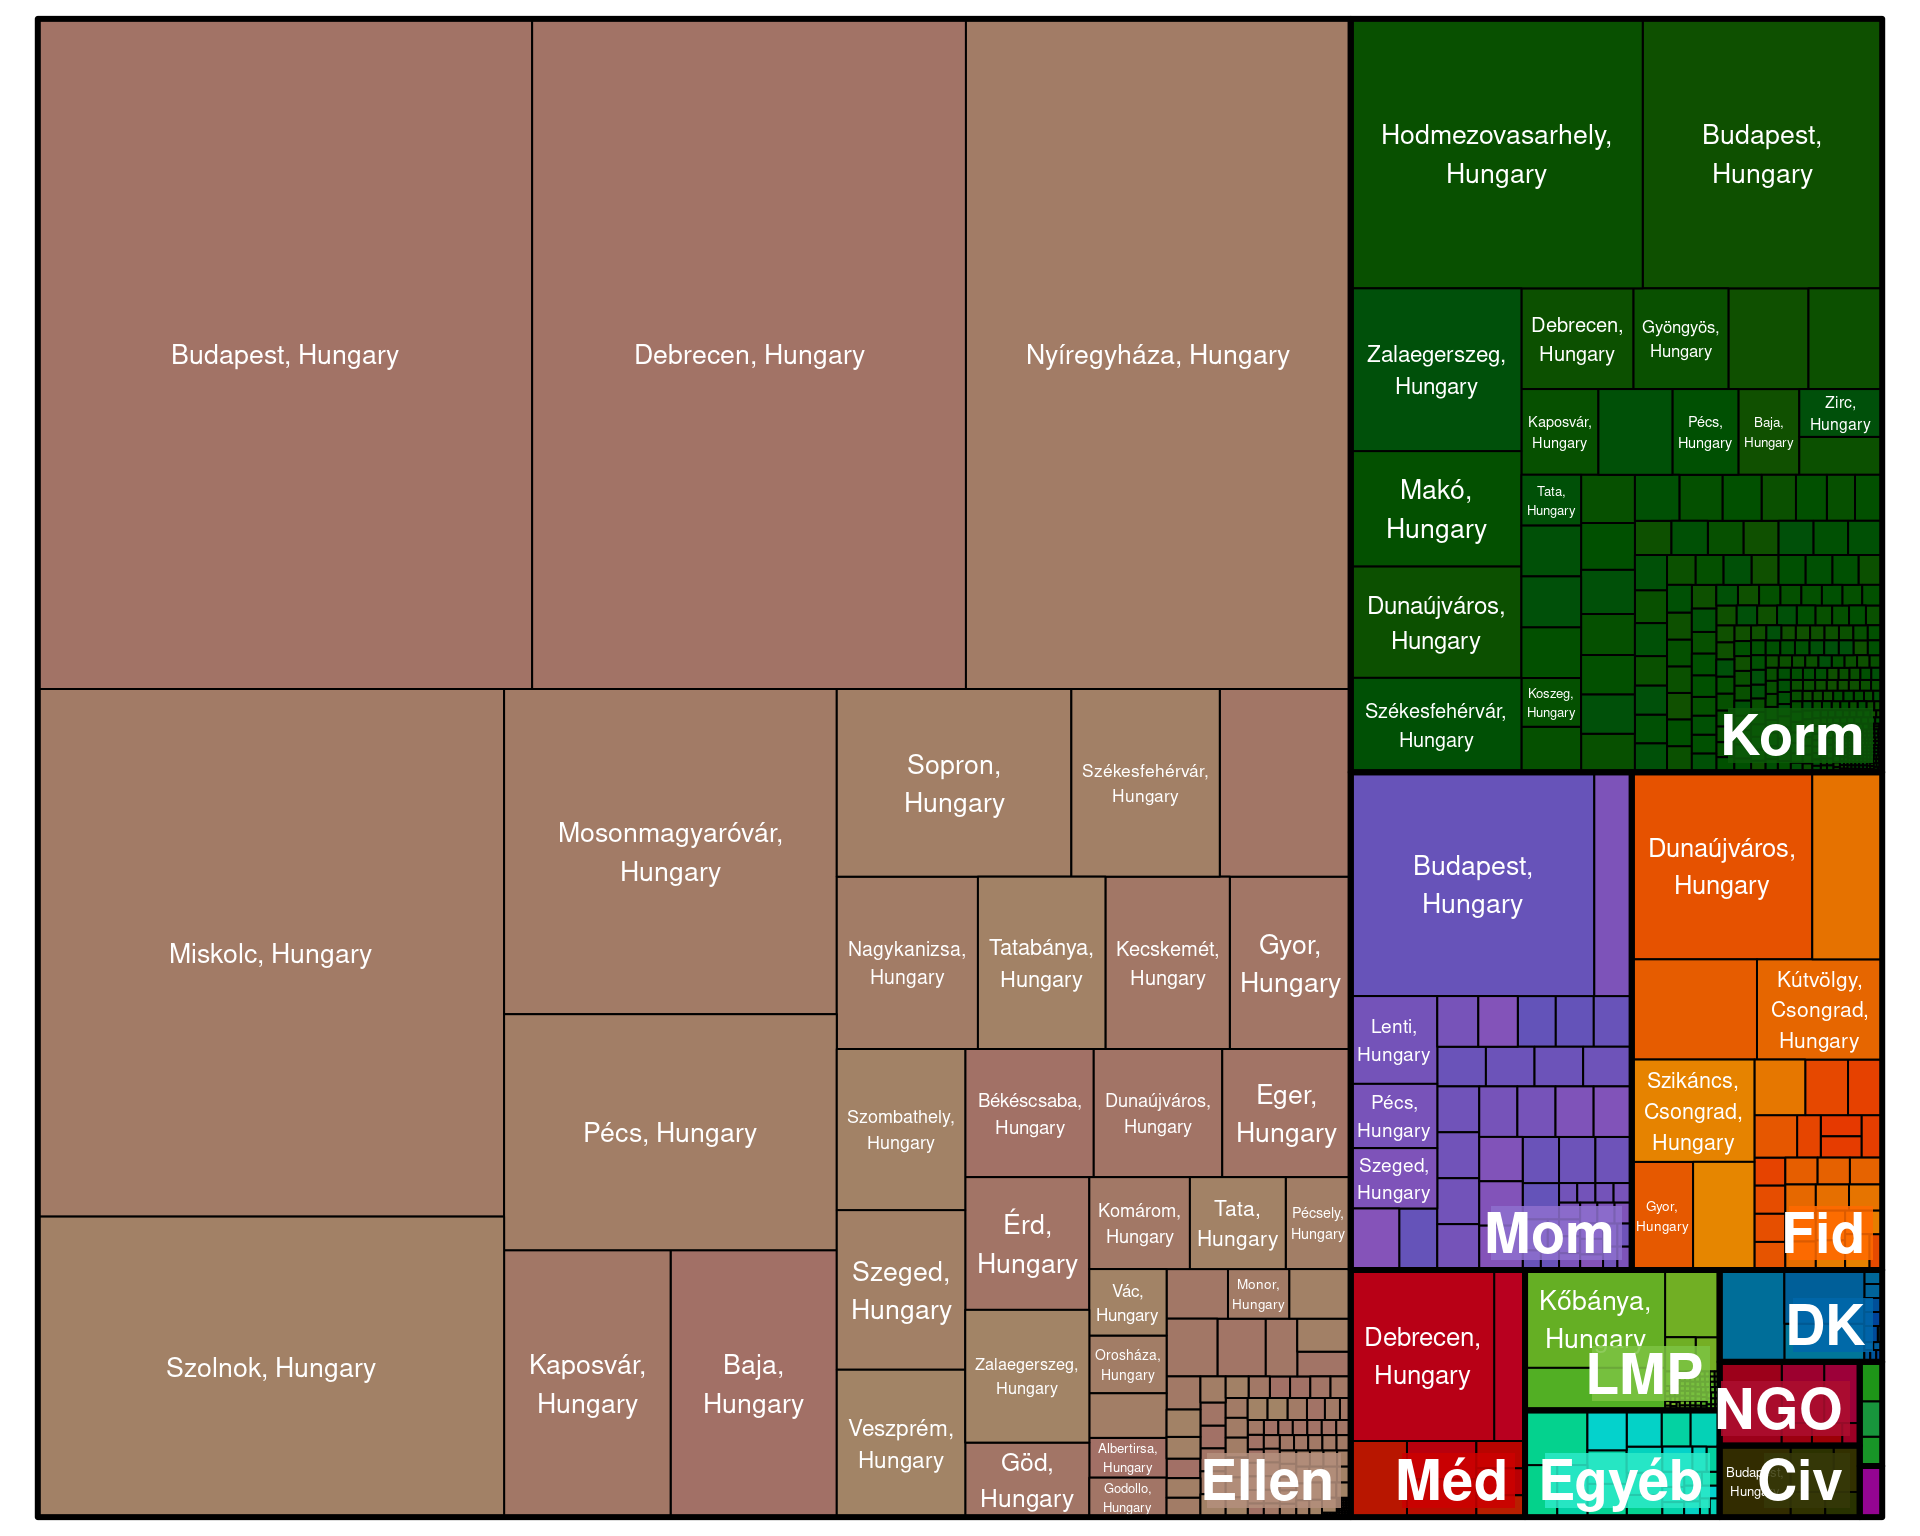 Budapest, Hungary
Debrecen, Hungary
Nyíregyháza, Hungary
Miskolc, Hungary
Szolnok, Hungary
Mosonmagyaróvár,
Hungary
Pécs, Hungary
Kaposvár,
Hungary
Baja,
Hungary
Sopron,
Hungary
Székesfehérvár,
Hungary
Nagykanizsa,
Hungary
Tatabánya,
Hungary
Kecskemét,
Hungary
Gyor,
Hungary
Szombathely,
Hungary
Szeged,
Hungary
Veszprém,
Hungary
Békéscsaba,
Hungary
Dunaújváros,
Hungary
Eger,
Hungary
Érd,
Hungary
Zalaegerszeg,
Hungary
Göd,
Hungary
Komárom,
Hungary
Tata,
Hungary
Pécsely,
Hungary
Vác,
Hungary
Monor,
Hungary
Orosháza,
Hungary
Albertirsa,
Hungary
Godollo,
Hungary
Ellen
Hodmezovasarhely,
Hungary
Budapest,
Hungary
Zalaegerszeg,
Hungary
Debrecen,
Hungary
Gyöngyös,
Hungary
Kaposvár,
Hungary
Pécs,
Hungary
Baja,
Hungary
Zirc,
Hungary
Makó,
Hungary
Tata,
Hungary
Dunaújváros,
Hungary
Székesfehérvár,
Hungary
Koszeg,
Hungary
Korm
Budapest,
Hungary
Lenti,
Hungary
Pécs,
Hungary
Szeged,
Hungary
Mom
Dunaújváros,
Hungary
Kútvölgy,
Csongrad,
Hungary
Szikáncs,
Csongrad,
Hungary
Gyor,
Hungary
Fid
Debrecen,
Hungary
Méd
Kőbánya,
Hungary
LMP
Egyéb
DK
NGO
Budapest,
Hungary
Civ